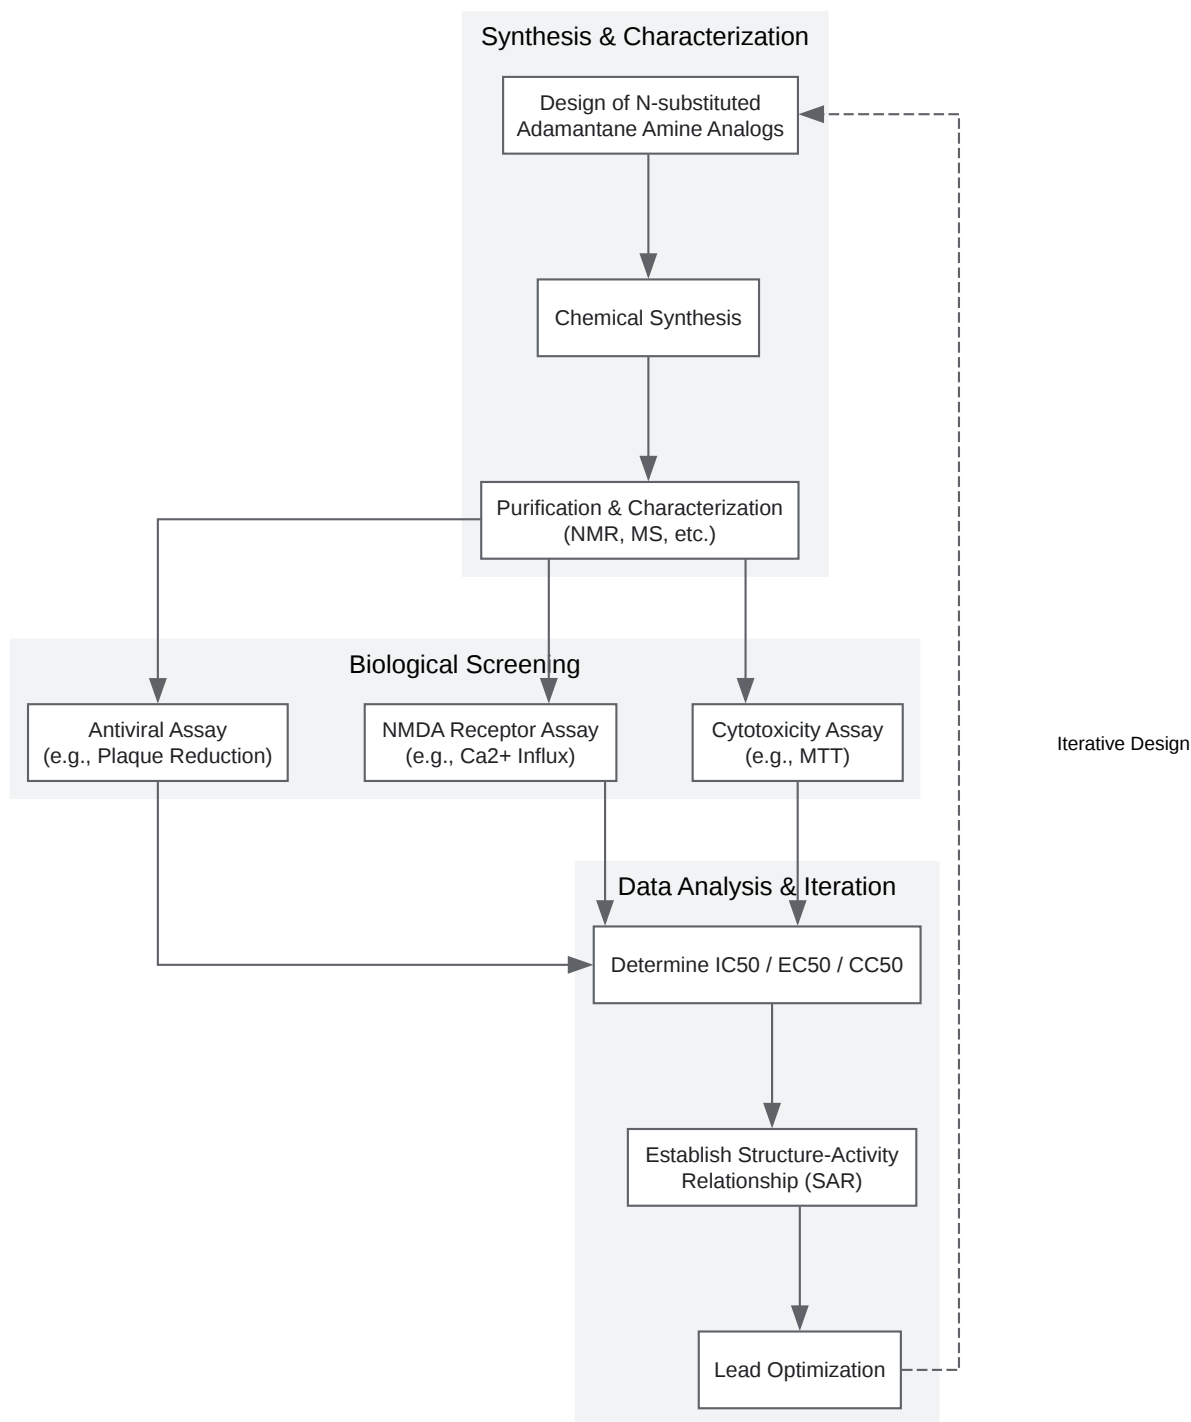 Synthesis & Characterization
Design of N-substituted
Adamantane Amine Analogs
Chemical Synthesis
Purification & Characterization
(NMR, MS, etc.)
Biological Screening
Antiviral Assay
(e.g., Plaque Reduction)
NMDA Receptor Assay
(e.g., Ca2+ Influx)
Cytotoxicity Assay
(e.g., MTT)
Iterative Design
Data Analysis & Iteration
Determine IC50 / EC50 / CC50
Establish Structure-Activity
Relationship (SAR)
Lead Optimization